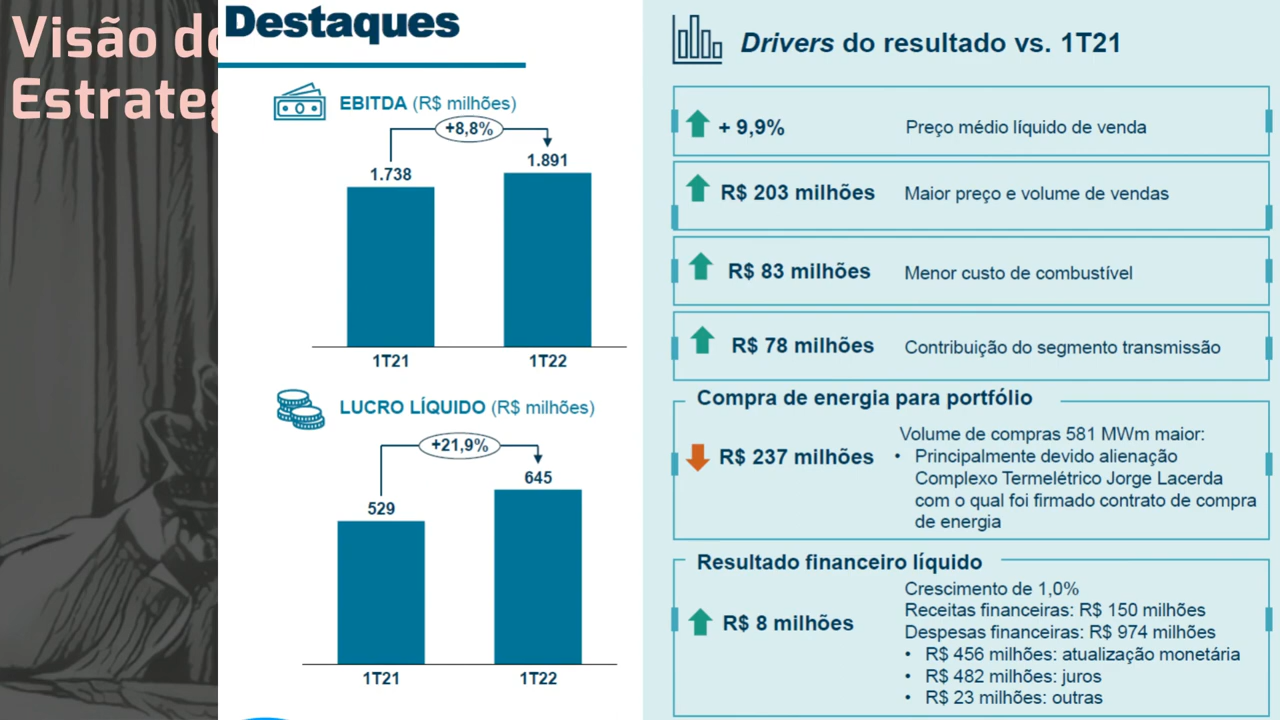 Visão do
Estrateg
Destaques
EBITDA (R$ milhões)
+8,8%
1.738
1.891
1T21
1T22
LUCRO LÍQUIDO (R$ milhões)
+21,9%
529
645
1T21
1T22
Drivers do resultado vs. 1T21
+ 9,9%
Preço médio líquido de venda
R$ 203 milhões
Maior preço e volume de vendas
R$ 83 milhões
Menor custo de combustível
R$ 78 milhões
Contribuição do segmento transmissão
Compra de energia para portfólio
R$ 237 milhões
Volume de compras 581 MWm maior:
• Principalmente devido alienação
Complexo Termelétrico Jorge Lacerda
com o qual foi firmado contrato de compra
de energia
Resultado financeiro líquido
R$ 8 milhões
Crescimento de 1,0%
Receitas financeiras: R$ 150 milhões
Despesas financeiras: R$ 974 milhões
• R$ 456 milhões: atualização monetária
• R$ 482 milhões: juros
• R$ 23 milhões: outras